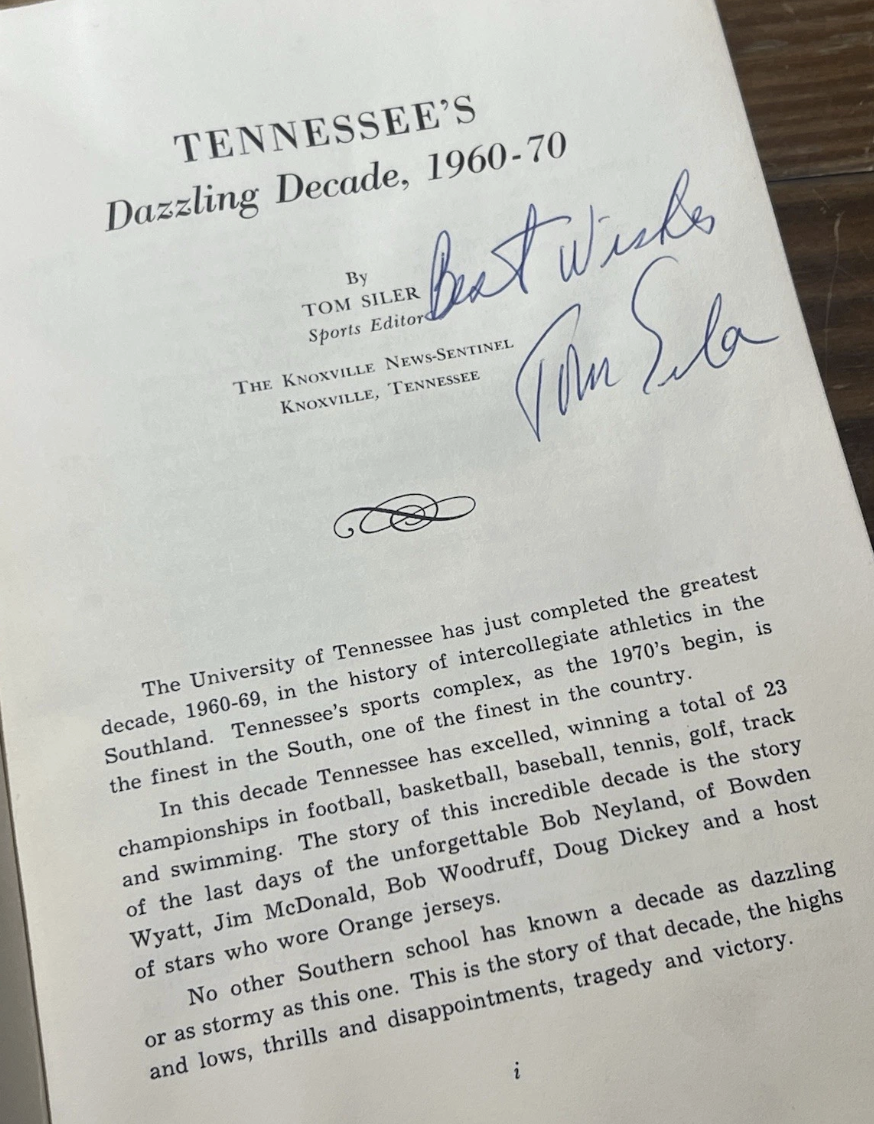 TENNESSEE'S
Dazzling Decade, 1960-70
By
TOM SILER
Sports Editor
THE KNOXVILLE NEWS-SENTINEL
KNOXVILLE, TENNESSEE
Best Wishes
Tom Siler
The University of Tennessee has just completed the greatest
decade, 1960-69, in the history of intercollegiate athletics in the
Southland. Tennessee's sports complex, as the 1970's begin, is
the finest in the South, one of the finest in the country.
In this decade Tennessee has excelled, winning a total of 23
championships in football, basketball, baseball, tennis, golf, track
and swimming. The story of this incredible decade is the story
of the last days of the unforgettable Bob Neyland, of Bowden
Wyatt, Jim McDonald, Bob Woodruff, Doug Dickey and a host
of stars who wore Orange jerseys.
No other Southern school has known a decade as dazzling
or as stormy as this one. This is the story of that decade, the highs
and lows, thrills and disappointments, tragedy and victory.
i